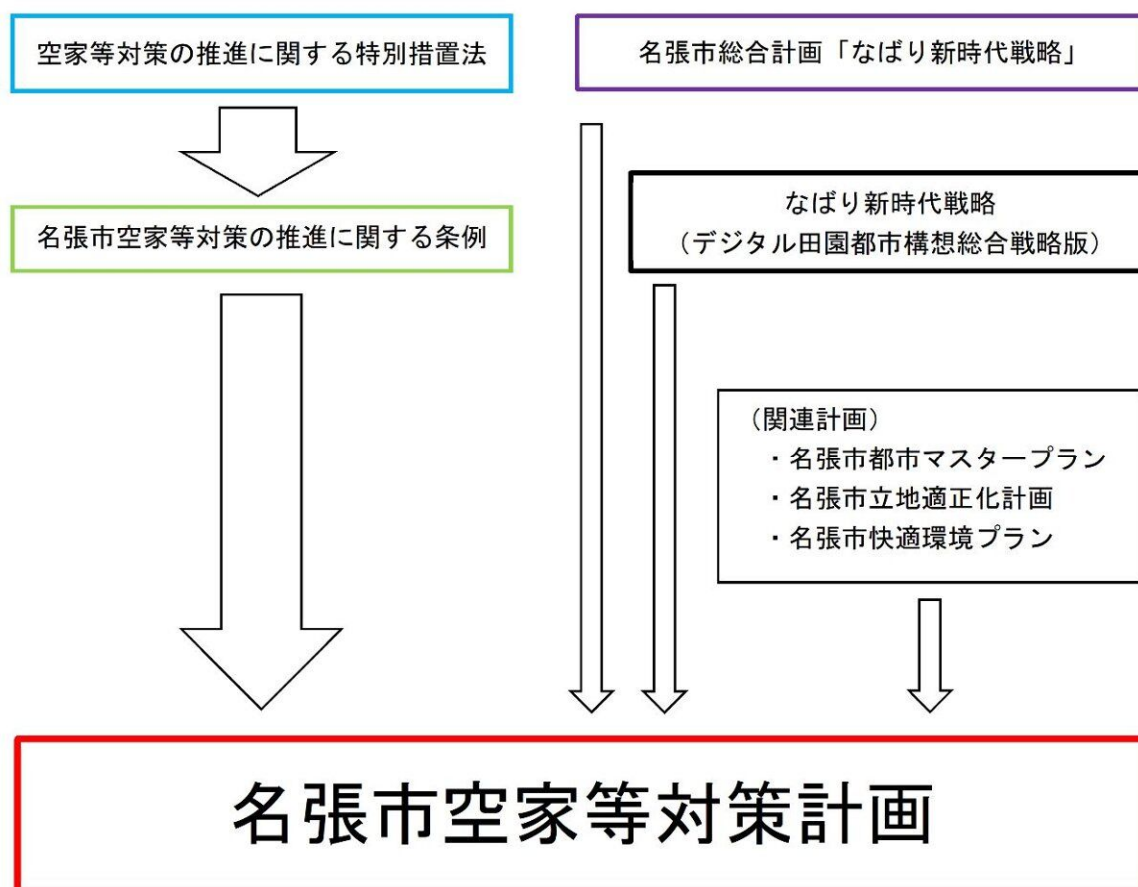 空家等対策の推進に関する特別措置法
名張市総合計画「なばり新時代戦略」
名張市空家等対策の推進に関する条例
なばり新時代戦略
（デジタル田園都市構想総合戦略版）
（関連計画）
・名張市都市マスタープラン
・名張市立地適正化計画
・名張市快適環境プラン
名張市空家等対策計画